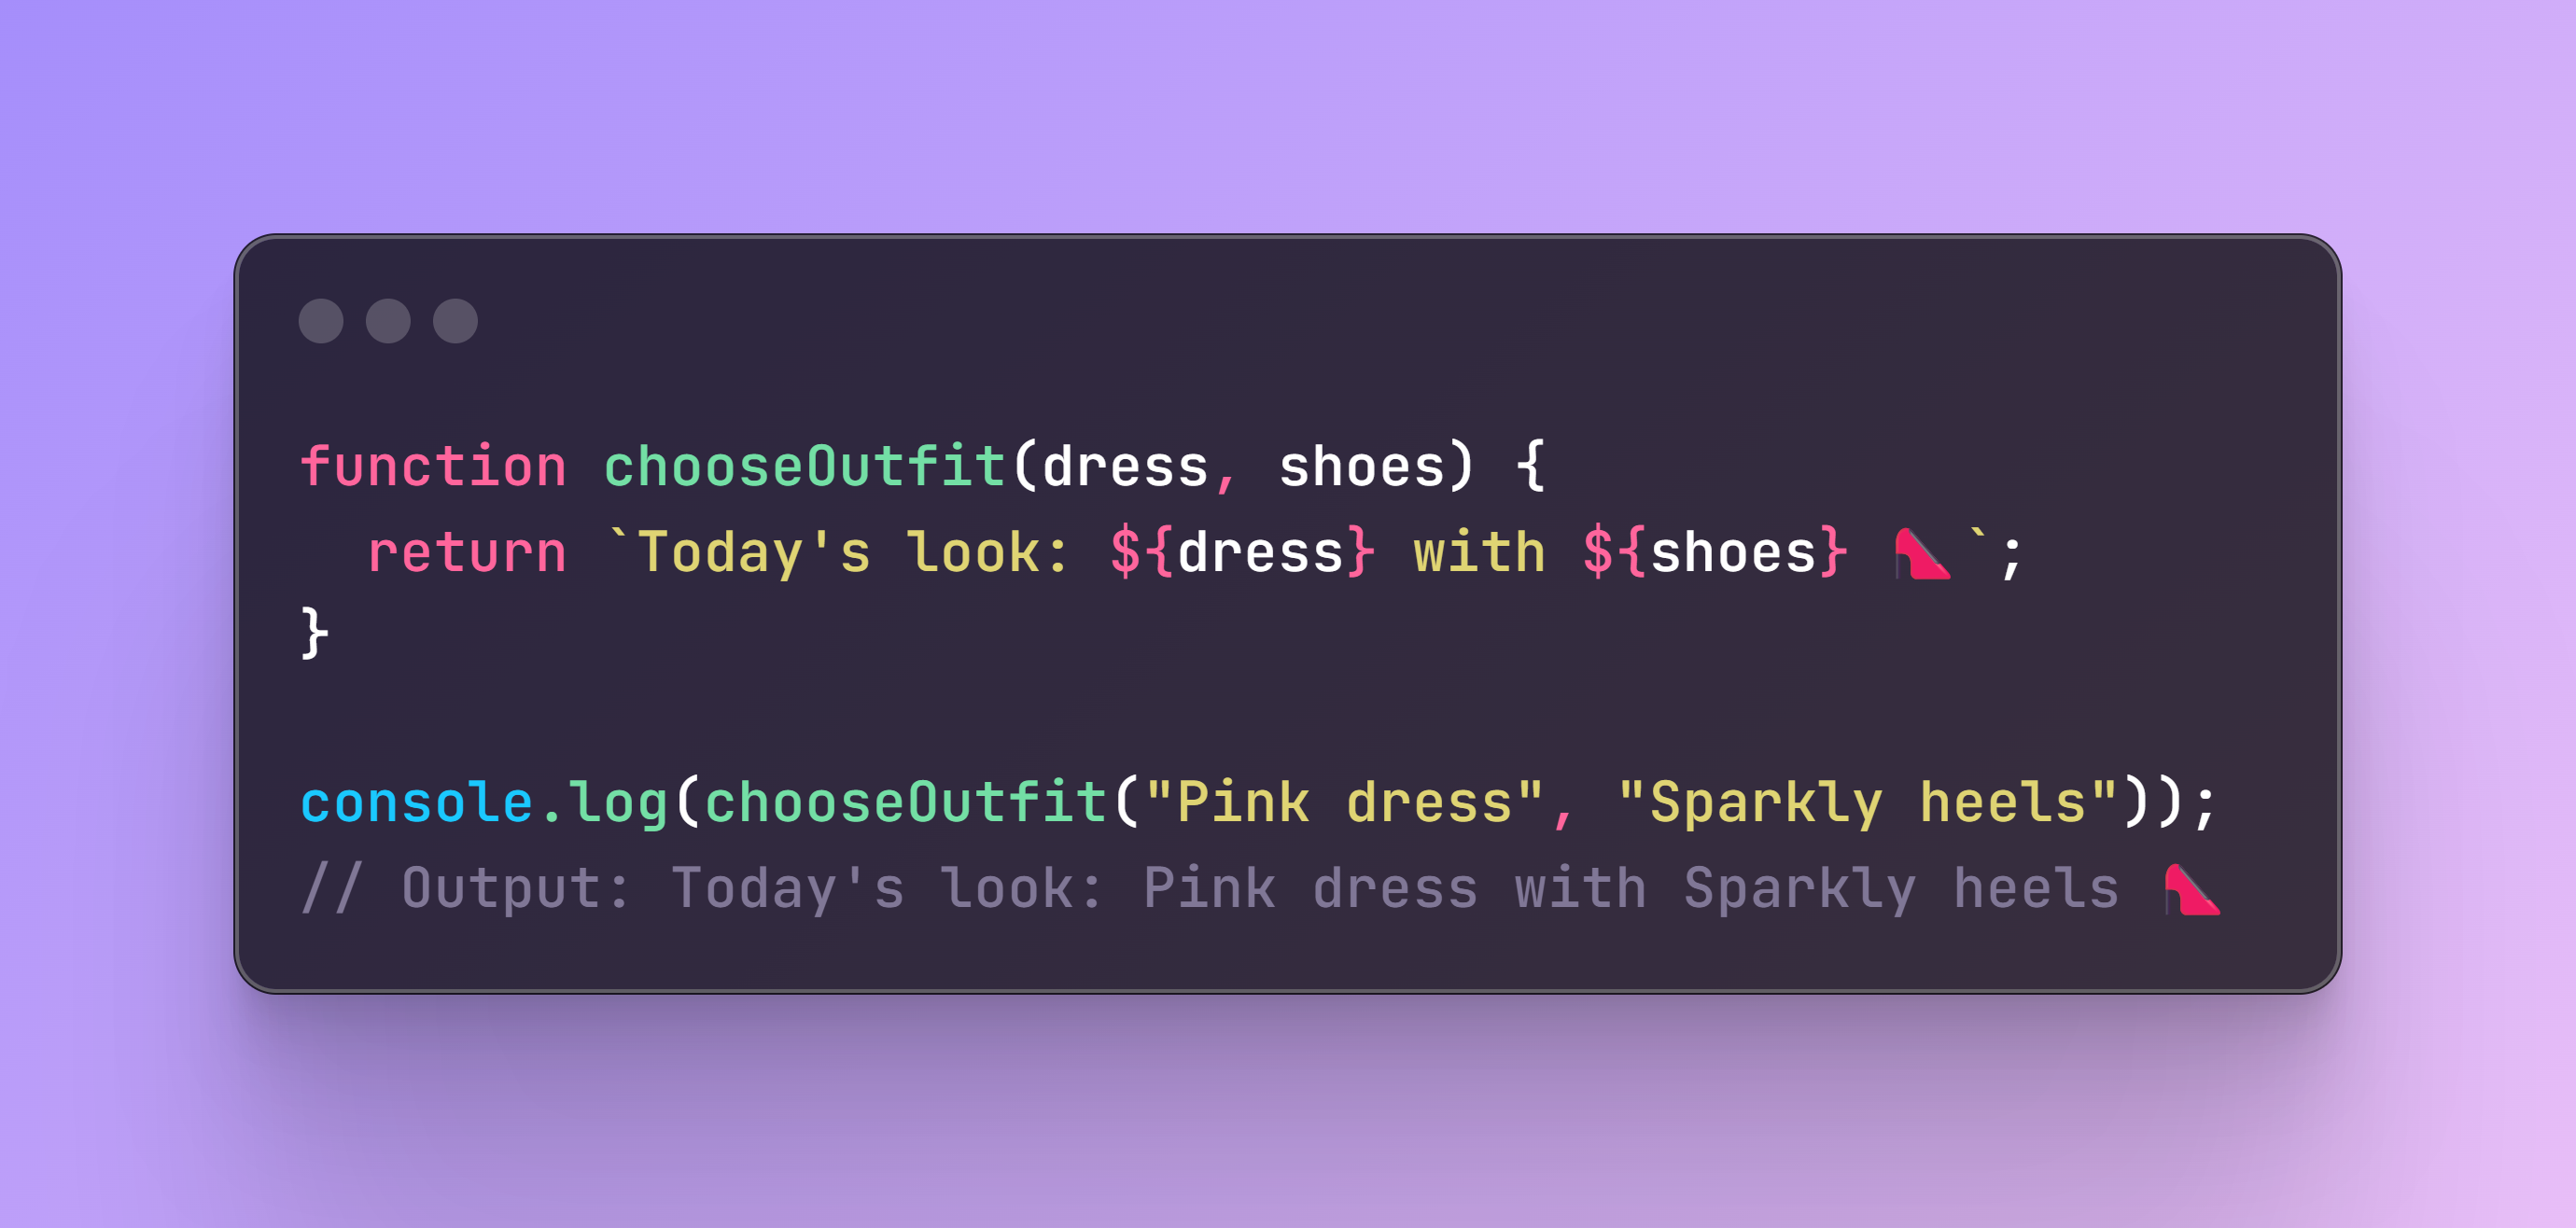 function chooseOutfit(dress, shoes) {
  return `Today's look: ${dress} with ${shoes} 👠`;
}

console.log(chooseOutfit("Pink dress", "Sparkly heels"));
// Output: Today's look: Pink dress with Sparkly heels 👠